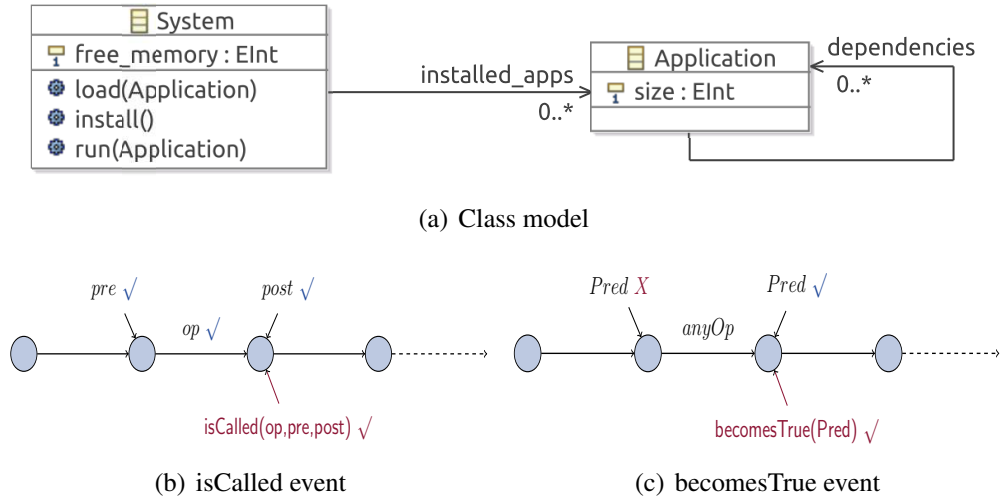 System
free_memory : EInt
load(Application)
install()
run(Application)
installed_apps
0..*
Application
size : EInt
dependencies
0..*
(a) Class model
pre √
post √
op √
isCalled(op,pre,post) √
(b) isCalled event
Pred X
Pred √
anyOp
becomesTrue(Pred) √
(c) becomesTrue event